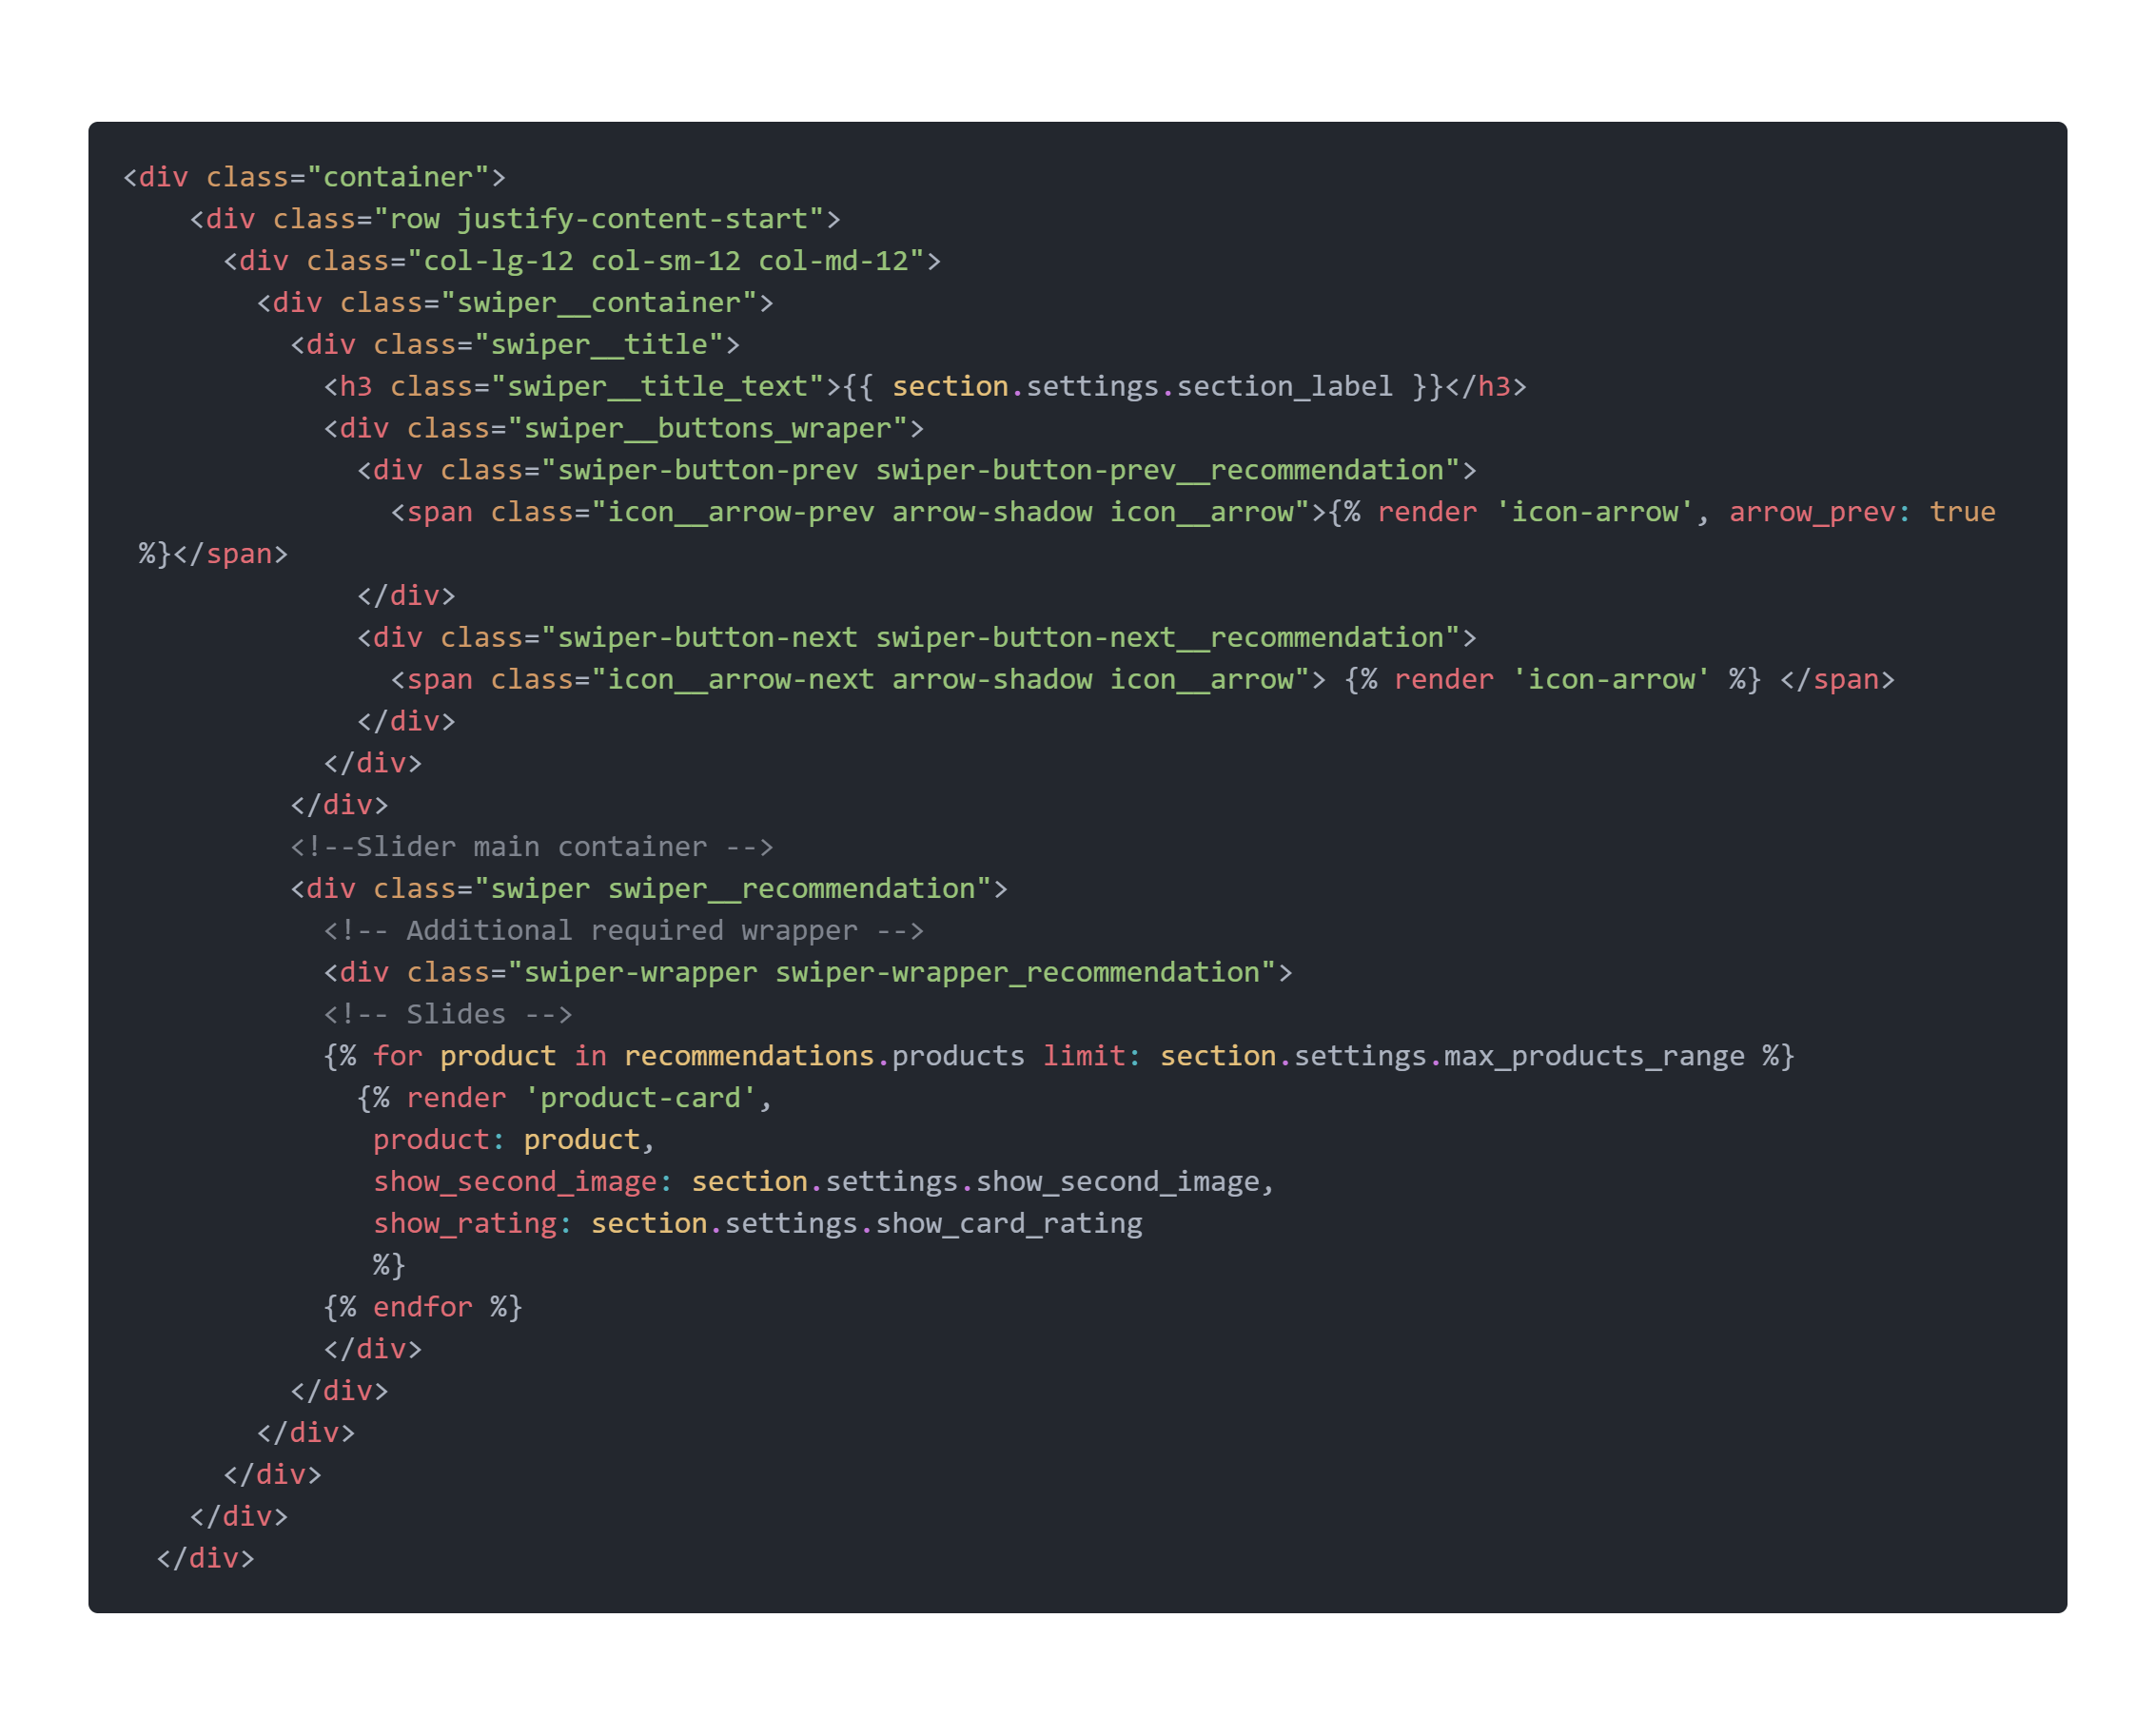 <div class="container">
    <div class="row justify-content-start">
      <div class="col-lg-12 col-sm-12 col-md-12">
        <div class="swiper__container">
          <div class="swiper__title">
            <h3 class="swiper__title_text">{{ section.settings.section_label }}</h3>
            <div class="swiper__buttons_wraper">
              <div class="swiper-button-prev swiper-button-prev__recommendation">
                <span class="icon__arrow-prev arrow-shadow icon__arrow">{% render 'icon-arrow', arrow_prev: true
 %}</span>
              </div>
              <div class="swiper-button-next swiper-button-next__recommendation">
                <span class="icon__arrow-next arrow-shadow icon__arrow"> {% render 'icon-arrow' %} </span>
              </div>
            </div>
          </div>
          <!--Slider main container -->
          <div class="swiper swiper__recommendation">
            <!-- Additional required wrapper -->
            <div class="swiper-wrapper swiper-wrapper_recommendation">
            <!-- Slides -->
            {% for product in recommendations.products limit: section.settings.max_products_range %}
              {% render 'product-card',
               product: product,
               show_second_image: section.settings.show_second_image,
               show_rating: section.settings.show_card_rating
               %}
            {% endfor %}
            </div>
          </div>
        </div>
      </div>
    </div>
  </div>